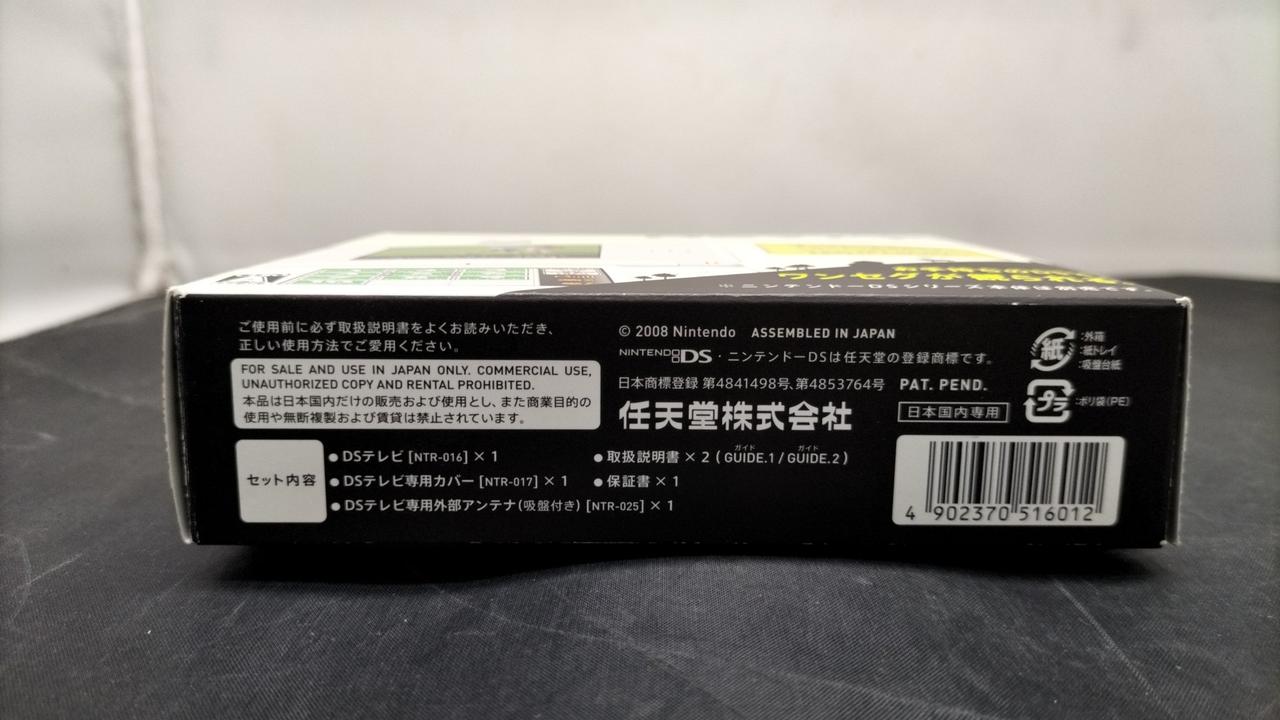 ※ニンテンドーDSシリーズ
ご使用前に必ず取扱説明書をよくお読みいただき、
正しい使用方法でご愛用ください。
FOR SALE AND USE IN JAPAN ONLY. COMMERCIAL USE,
UNAUTHORIZED COPY AND RENTAL PROHIBITED.
本品は日本国内だけの販売および使用とし、また商業目的の
使用や無断複製および賃貸は禁止されています。
© 2008 Nintendo ASSEMBLED IN JAPAN
NINTENDO DS・ニンテンドーDSは任天堂の登録商標です。
日本商標登録 第4841498号、第4853764号 PAT. PEND.
任天堂株式会社
日本国内専用
紙
:外箱
:紙トレイ
:吸盤台紙
プラ
:ポリ袋(PE)
セット内容
●DSテレビ [NTR-016] × 1
●DSテレビ専用カバー [NTR-017] × 1
●DSテレビ専用外部アンテナ(吸盤付き) [NTR-025] × 1
●取扱説明書 × 2 ( GUIDE.1 / GUIDE.2 )
ガイド ガイド
●保証書 × 1
4 902370 516012